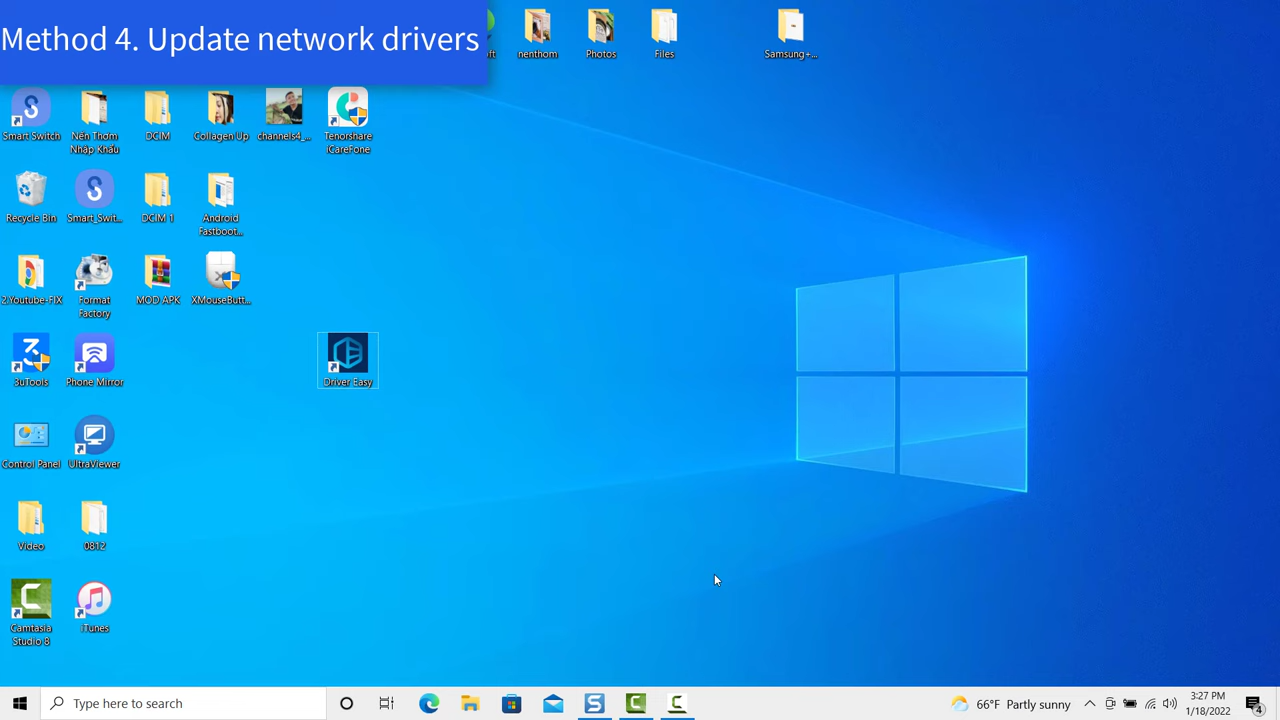 Method 4. Update network drivers
nenthom
Photos
Files
Samsung+...
Smart Switch
Nến Thơm
Nhập Khẩu
DCIM
Collagen Up
channels4_...
Tenorshare
iCareFone
Recycle Bin
Smart_Swit...
DCIM 1
Android
Fastboot...
2.Youtube-FIX
Format
Factory
MOD APK
XMouseButt...
3uTools
Phone Mirror
Driver Easy
Control Panel
UltraViewer
Video
0812
Camtasia
Studio 8
iTunes
Type here to search
66°F Partly sunny
3:27 PM
1/18/2022
4